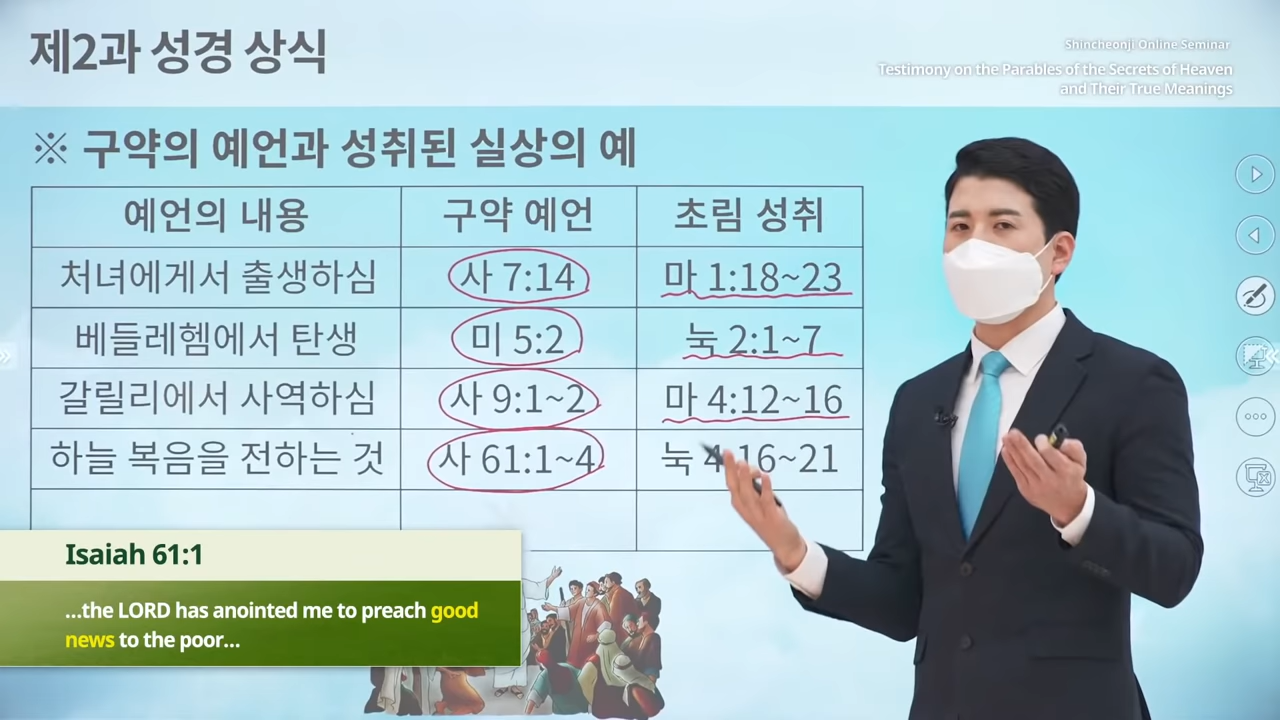 제2과 성경 상식
Shincheonji Online Seminar
Testimony on the Parables of the Secrets of Heaven
and Their True Meanings
※ 구약의 예언과 성취된 실상의 예
예언의 내용 구약 예언 초림 성취
처녀에게서 출생하심 사 7:14 마 1:18~23
베들레헴에서 탄생 미 5:2 눅 2:1~7
갈릴리에서 사역하심 사 9:1~2 마 4:12~16
하늘 복음을 전하는 것 사 61:1~4 눅 4:16~21
Isaiah 61:1
...the LORD has anointed me to preach good
news to the poor...